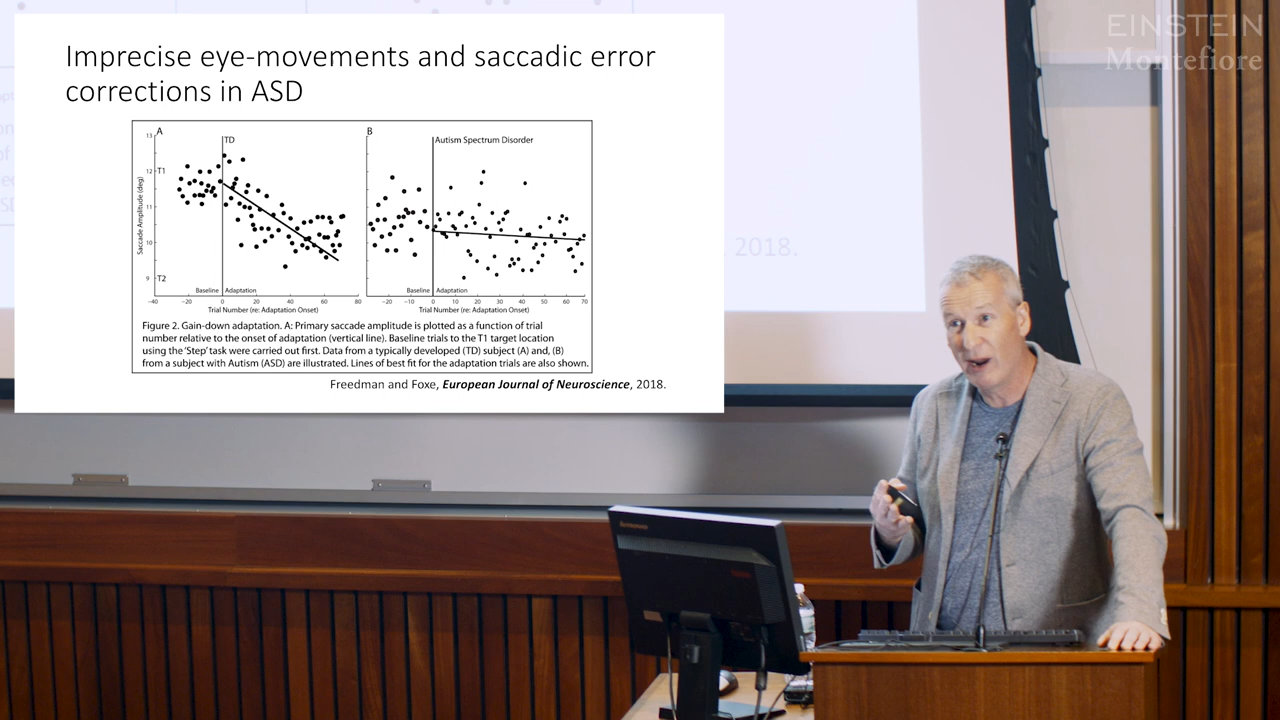 EINSTEIN
Montefiore
Imprecise eye-movements and saccadic error
corrections in ASD
A
13
12
11
10
9
T1
T2
TD
Saccade Amplitude (deg)
Baseline
Adaptation
−40
−20
0
20
40
60
80
Trial Number (re: Adaptation Onset)
B
Autism Spectrum Disorder
Baseline
Adaptation
−20
−10
0
10
20
30
40
50
60
70
Trial Number (re: Adaptation Onset)
Figure 2. Gain-down adaptation. A: Primary saccade amplitude is plotted as a function of trial
number relative to the onset of adaptation (vertical line). Baseline trials to the T1 target location
using the 'Step' task were carried out first. Data from a typically developed (TD) subject (A) and, (B)
from a subject with Autism (ASD) are illustrated. Lines of best fit for the adaptation trials are also shown.
Freedman and Foxe, European Journal of Neuroscience, 2018.
2018.
lenovo